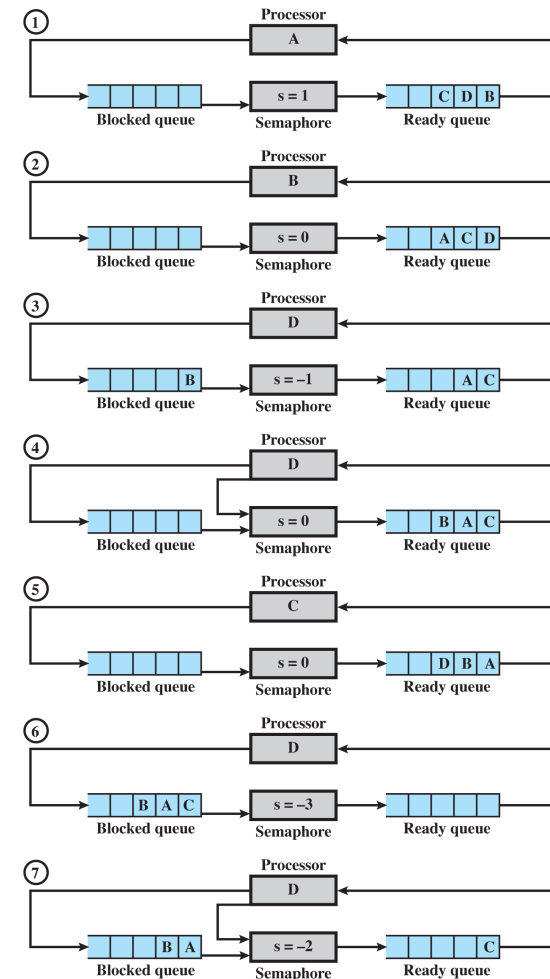 1
Processor
A
s = 1
C D B
Blocked queue
Semaphore
Ready queue
2
Processor
B
s = 0
A C D
Blocked queue
Semaphore
Ready queue
3
Processor
D
B
s = –1
A C
Blocked queue
Semaphore
Ready queue
4
Processor
D
s = 0
B A C
Blocked queue
Semaphore
Ready queue
5
Processor
C
s = 0
D B A
Blocked queue
Semaphore
Ready queue
6
Processor
D
B A C
s = –3
Blocked queue
Semaphore
Ready queue
7
Processor
D
B A
s = –2
C
Blocked queue
Semaphore
Ready queue